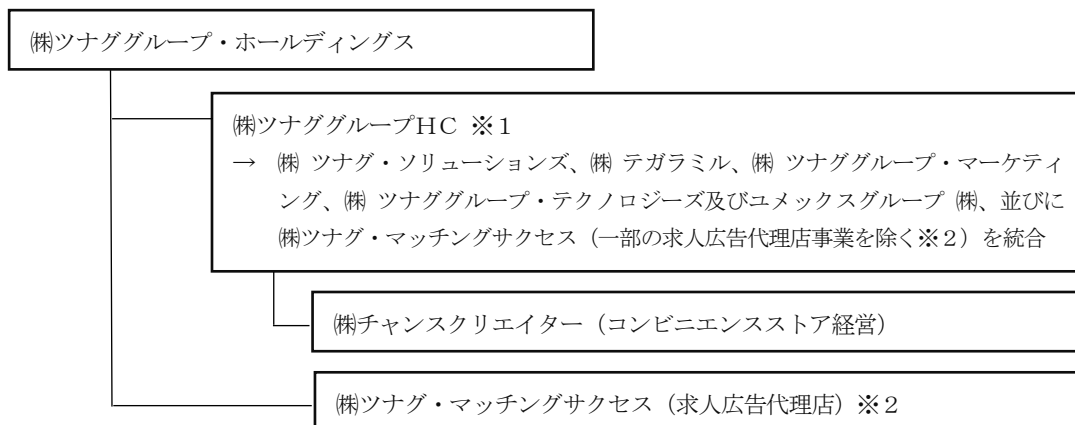 ㈱ツナググループ・ホールディングス
㈱ツナググループＨＣ ※１
→ ㈱ ツナグ・ソリューションズ、㈱ テガラミル、㈱ ツナググループ・マーケティ
ング、㈱ ツナググループ・テクノロジーズ及びユメックスグループ ㈱、並びに
㈱ツナグ・マッチングサクセス（一部の求人広告代理店事業を除く※２）を統合
㈱チャンスクリエイター（コンビニエンスストア経営）
㈱ツナグ・マッチングサクセス（求人広告代理店）※２